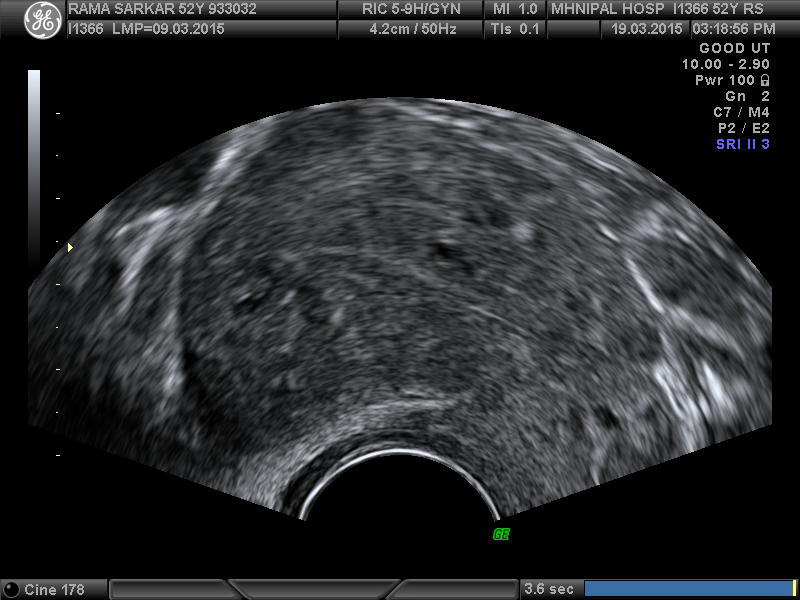 RAMA SARKAR 52Y 933032 RIC 5-9H/GYN MI 1.0 MHNIPAL HOSP I1366 52Y RS
I1366 LMP=09.03.2015 4.2cm / 50Hz TIs 0.1 19.03.2015 03:18:56 PM
GOOD UT
10.00 - 2.90
Pwr 100
Gn 2
C7 / M4
P2 / E2
SRI II 3
GE
Cine 178 3.6 sec